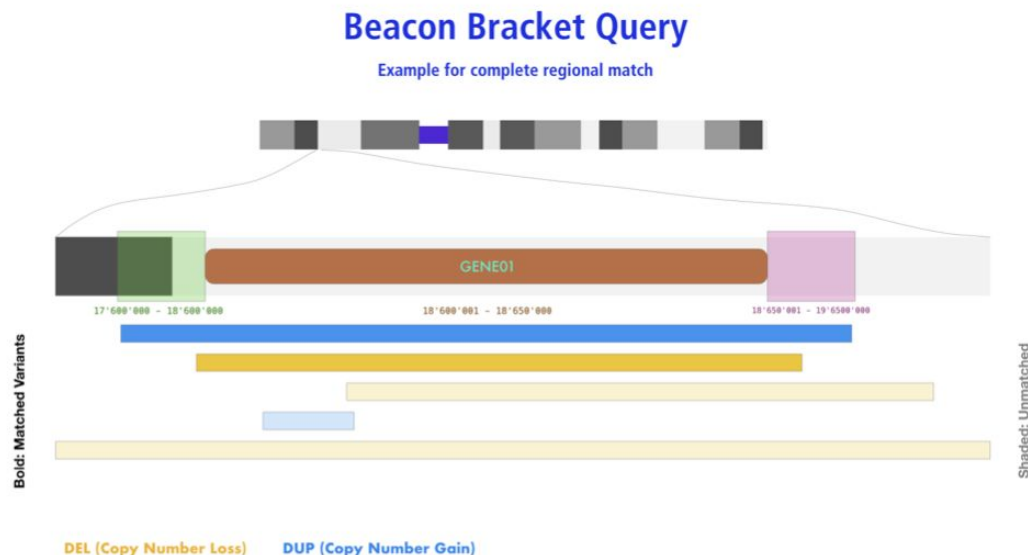 Beacon Bracket Query
Example for complete regional match
GENE01
17'600'000 - 18'600'000
18'600'001 - 18'650'000
18'650'001 - 19'6500'000
Bold: Matched Variants
Shaded: Unmatched
DEL (Copy Number Loss)
DUP (Copy Number Gain)